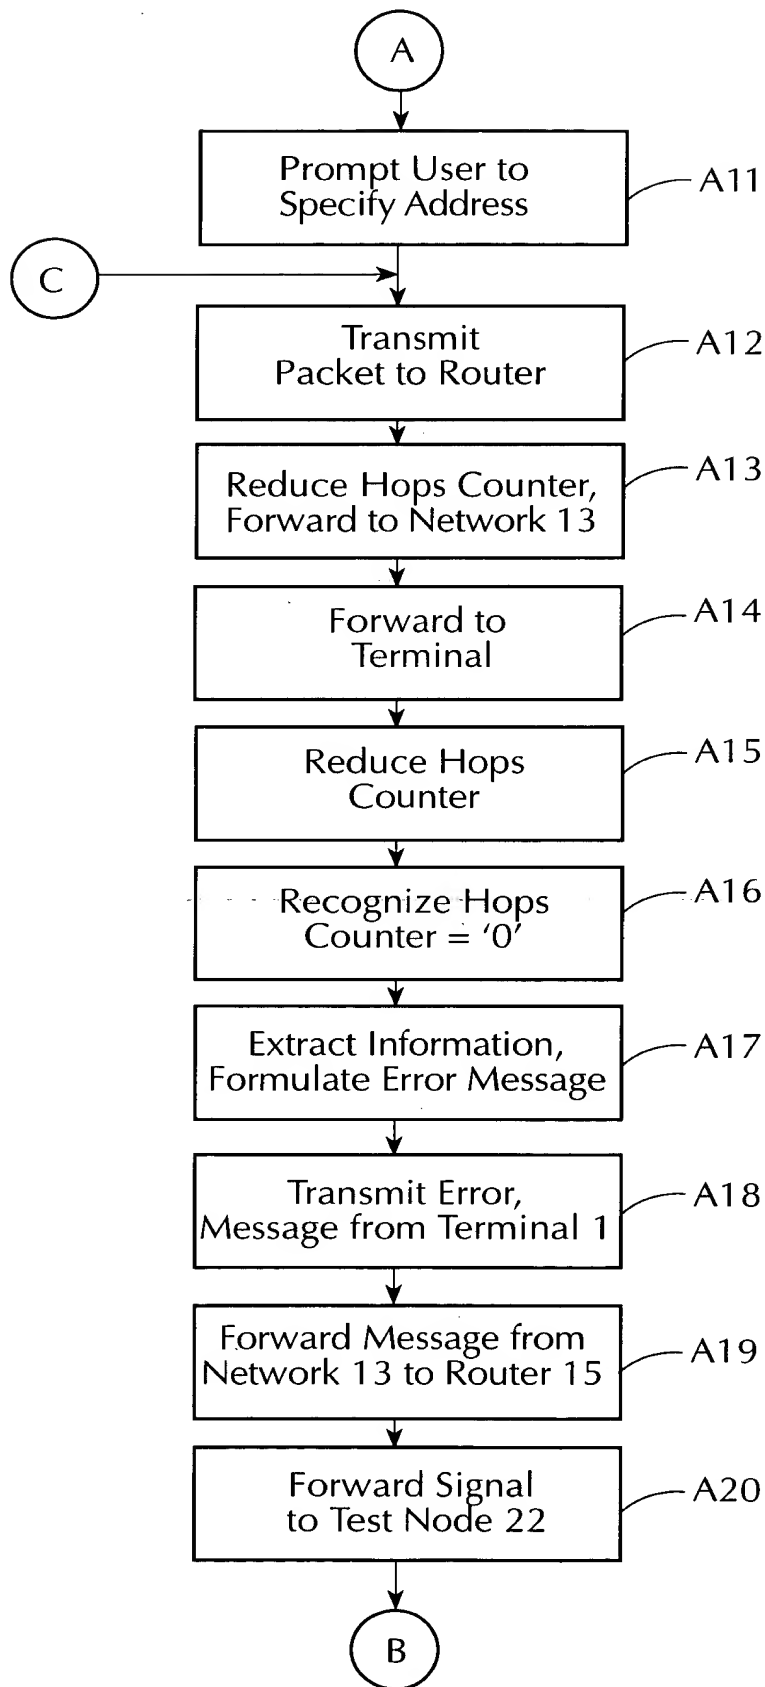 A
Prompt User to
Specify Address
A11
C
Transmit
Packet to Router
A12
Reduce Hops Counter,
Forward to Network 13
A13
Forward to
Terminal
A14
Reduce Hops
Counter
A15
Recognize Hops
Counter = '0'
A16
Extract Information,
Formulate Error Message
A17
Transmit Error,
Message from Terminal 1
A18
Forward Message from
Network 13 to Router 15
A19
Forward Signal
to Test Node 22
A20
B